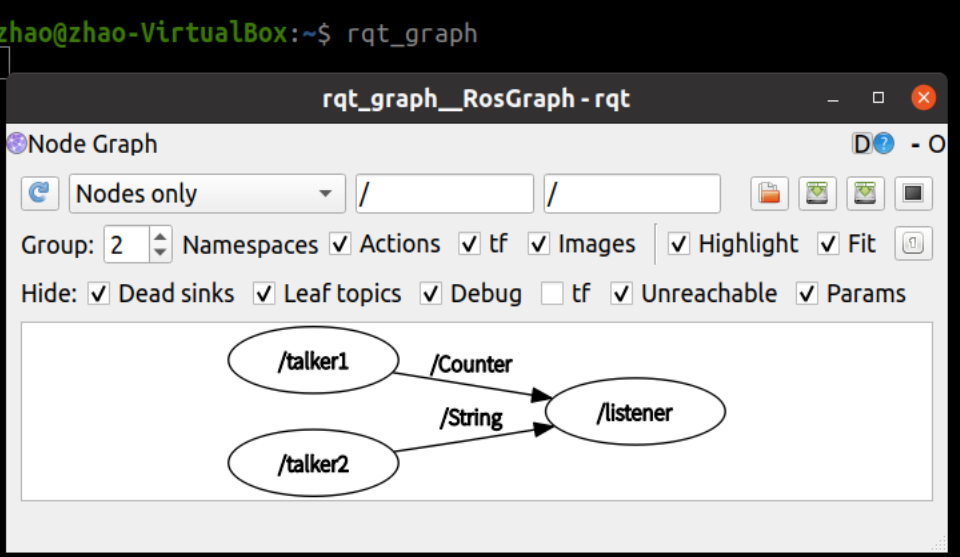 zhao@zhao-VirtualBox:~$ rqt_graph
rqt_graph__RosGraph - rqt
Node Graph D ? - O
Nodes only / /
Group: 2 Namespaces Actions tf Images Highlight Fit
Hide: Dead sinks Leaf topics Debug tf Unreachable Params
/talker1
/Counter
/String
/listener
/talker2